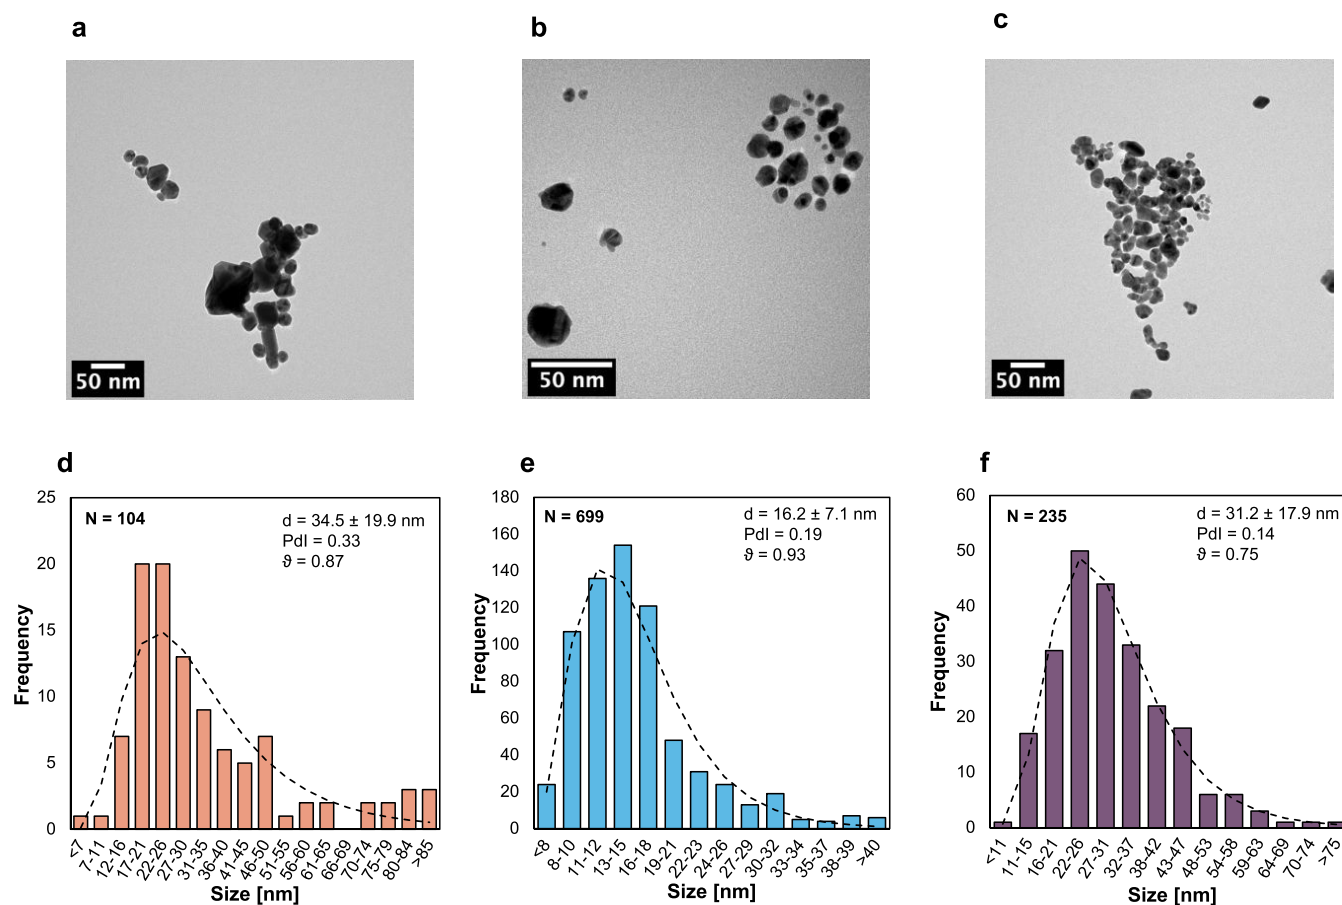 a
b
c
50 nm
50 nm
50 nm
d
e
f
25
20
15
10
5
0
Frequency
N = 104
d = 34.5 ± 19.9 nm
PdI = 0.33
ϑ = 0.87
<7
7-11
12-16
17-21
22-26
27-30
31-35
36-40
41-45
46-50
51-55
56-60
61-65
66-69
70-74
75-79
80-84
>85
Size [nm]
180
160
140
120
100
80
60
40
20
0
Frequency
N = 699
d = 16.2 ± 7.1 nm
PdI = 0.19
ϑ = 0.93
<8
8-10
11-12
13-15
16-18
19-21
22-23
24-26
27-29
30-32
33-34
35-37
38-39
>40
Size [nm]
60
50
40
30
20
10
0
Frequency
N = 235
d = 31.2 ± 17.9 nm
PdI = 0.14
ϑ = 0.75
<11
11-15
16-21
22-26
27-31
32-37
38-42
43-47
48-53
54-58
59-63
64-69
70-74
>75
Size [nm]